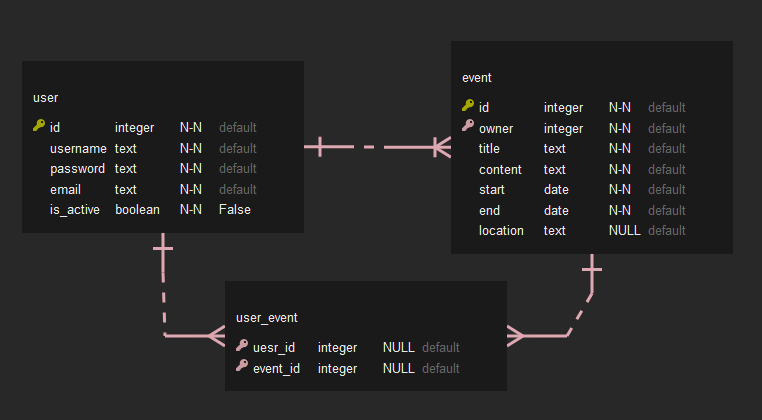 user
id integer N-N default
username text N-N default
password text N-N default
email text N-N default
is_active boolean N-N False
event
id integer N-N default
owner integer N-N default
title text N-N default
content text N-N default
start date N-N default
end date N-N default
location text NULL default
user_event
uesr_id integer NULL default
event_id integer NULL default